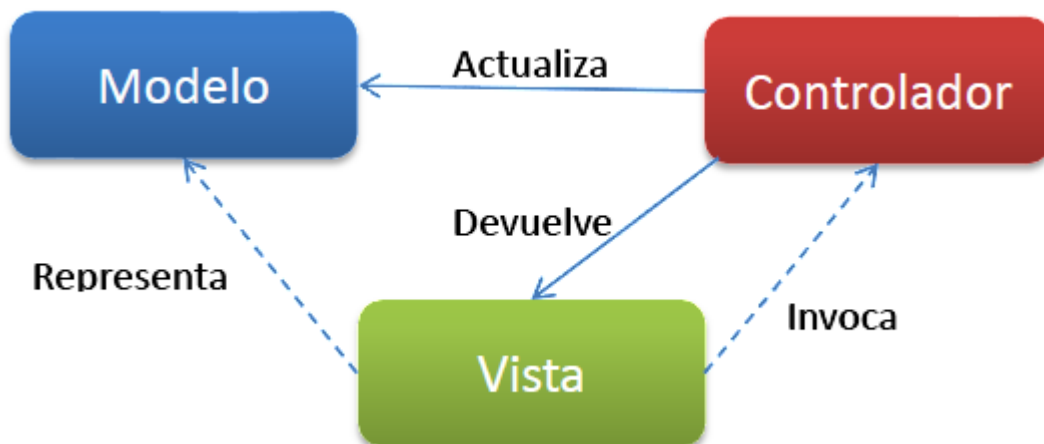 Modelo
Actualiza
Controlador
Devuelve
Representa
Invoca
Vista